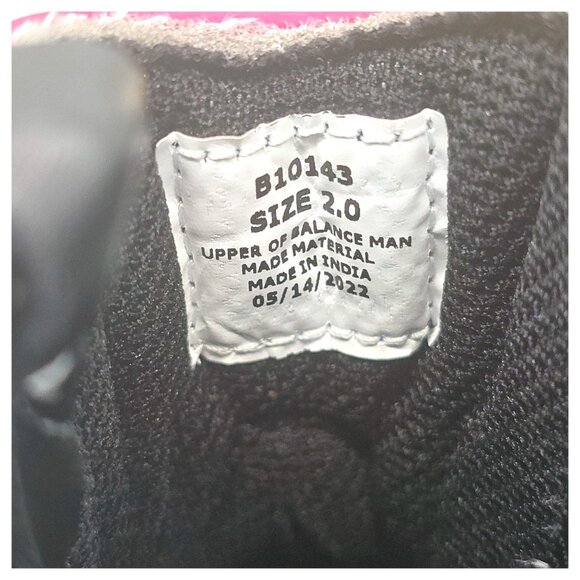 B10143
SIZE 2.0
UPPER OF BALANCE MAN
MADE MATERIAL
MADE IN INDIA
05/14/2022